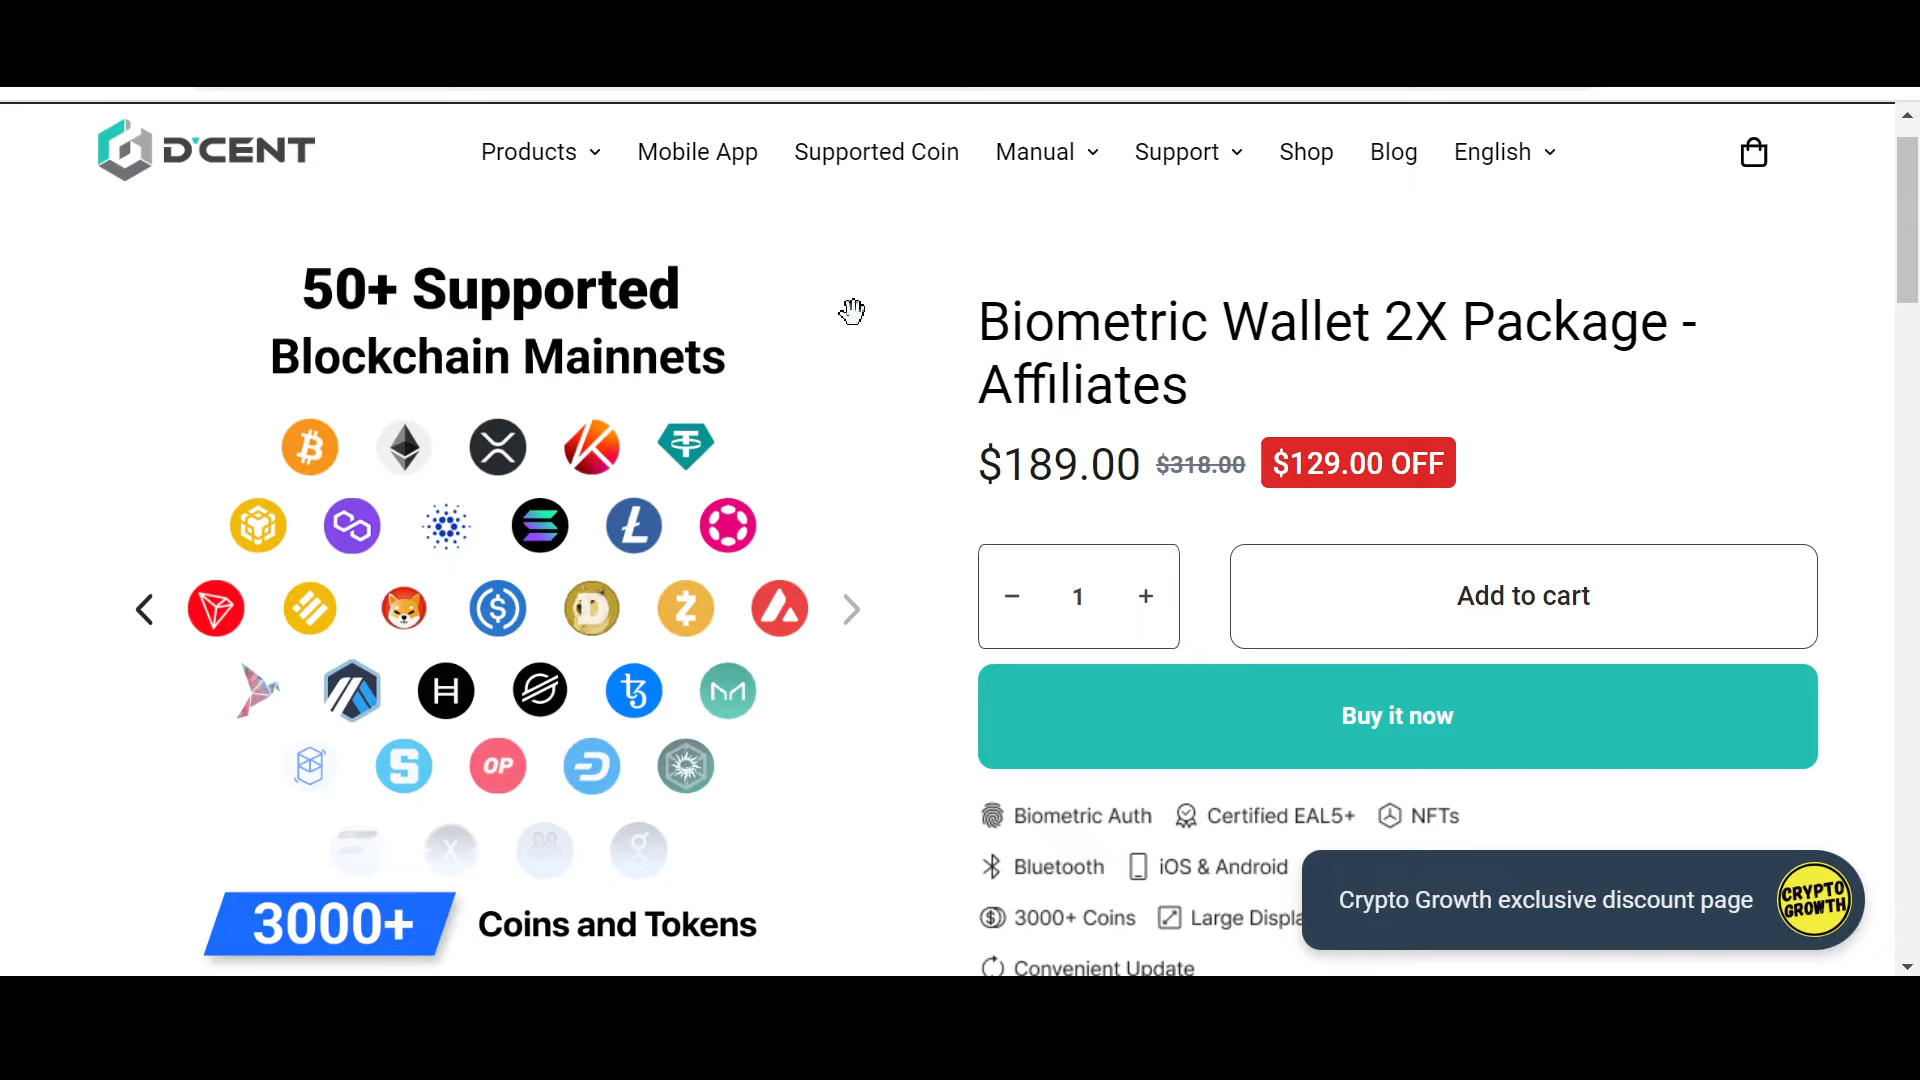 D'CENT
Products
Mobile App
Supported Coin
Manual
Support
Shop
Blog
English
50+ Supported
Blockchain Mainnets
OP
3000+
Coins and Tokens
Biometric Wallet 2X Package -
Affiliates
$189.00 $318.00 $129.00 OFF
− 1 +
Add to cart
Buy it now
Biometric Auth
Certified EAL5+
NFTs
Bluetooth
iOS & Android
3000+ Coins
Large Displa
Convenient Update
Crypto Growth exclusive discount page
CRYPTO
GROWTH